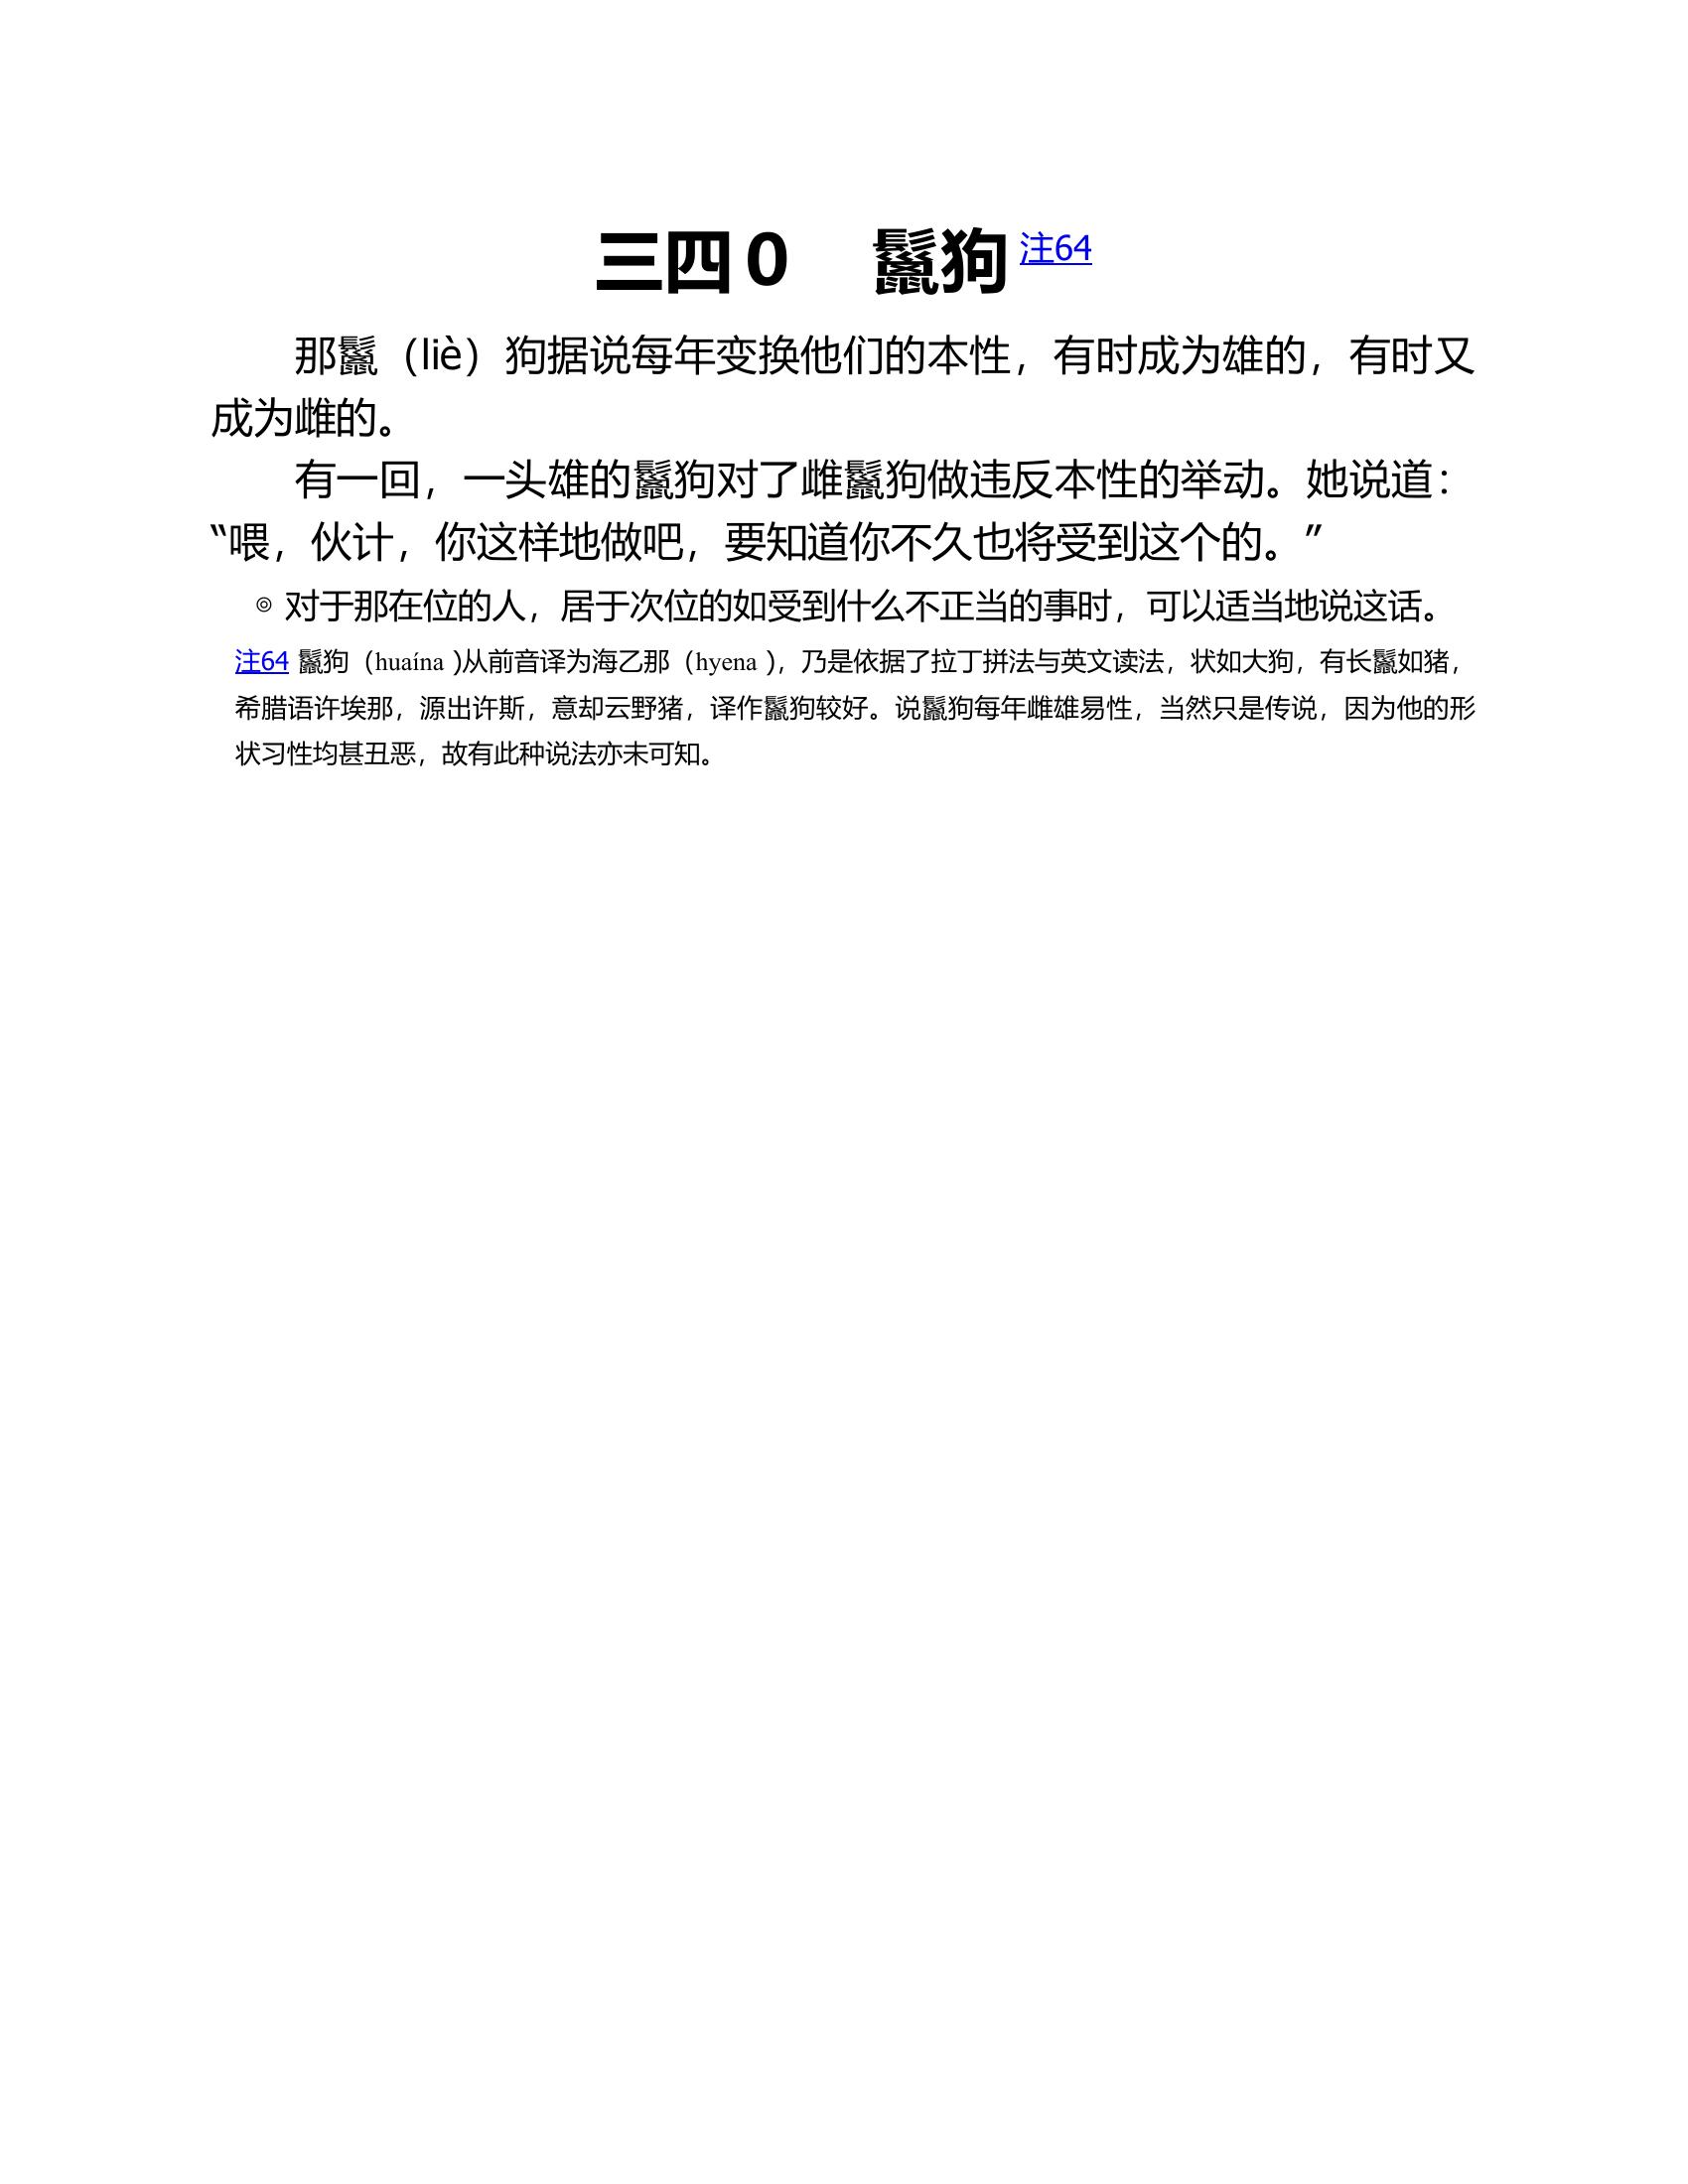 三四０　鬣狗注64
那鬣（liè）狗据说每年变换他们的本性，有时成为雄的，有时又
成为雌的。
有一回，一头雄的鬣狗对了雌鬣狗做违反本性的举动。她说道：
“喂，伙计，你这样地做吧，要知道你不久也将受到这个的。”
◎ 对于那在位的人，居于次位的如受到什么不正当的事时，可以适当地说这话。
注64 鬣狗（huaína )从前音译为海乙那（hyena )，乃是依据了拉丁拼法与英文读法，状如大狗，有长鬣如猪，
希腊语许埃那，源出许斯，意却云野猪，译作鬣狗较好。说鬣狗每年雌雄易性，当然只是传说，因为他的形
状习性均甚丑恶，故有此种说法亦未可知。